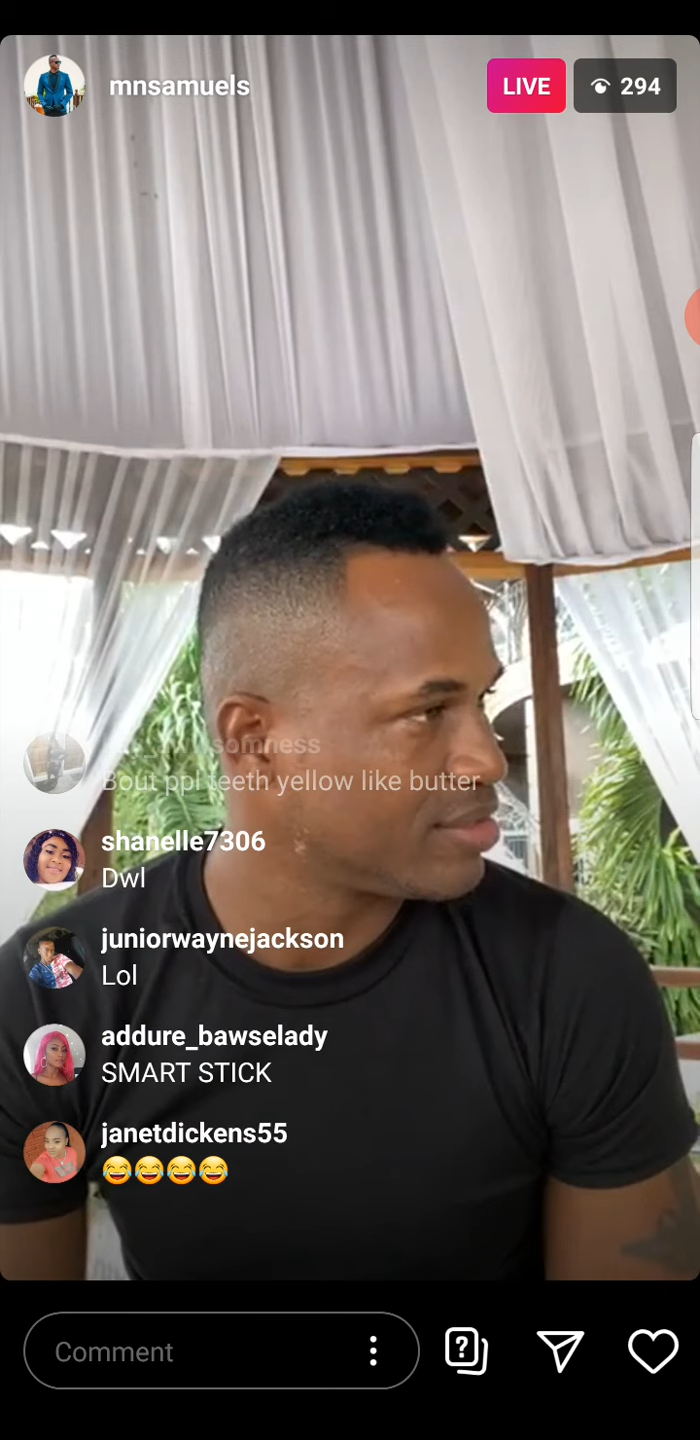 mnsamuels
LIVE
294
Bout ppl teeth yellow like butter
shanelle7306
Dwl
juniorwaynejackson
Lol
addure_bawselady
SMART STICK
janetdickens55
😂😂😂😂
Comment